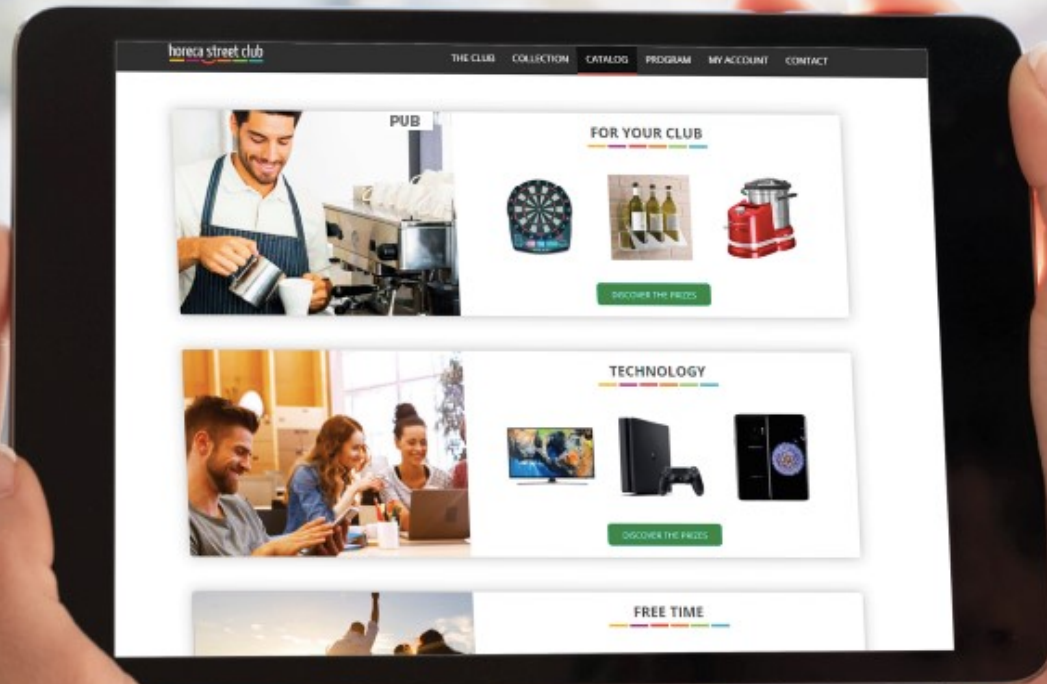 horeca street club
THE CLUB COLLECTION CATALOG PROGRAM MY ACCOUNT CONTACT
PUB
FOR YOUR CLUB
DISCOVER THE PRIZES
TECHNOLOGY
DISCOVER THE PRIZES
FREE TIME